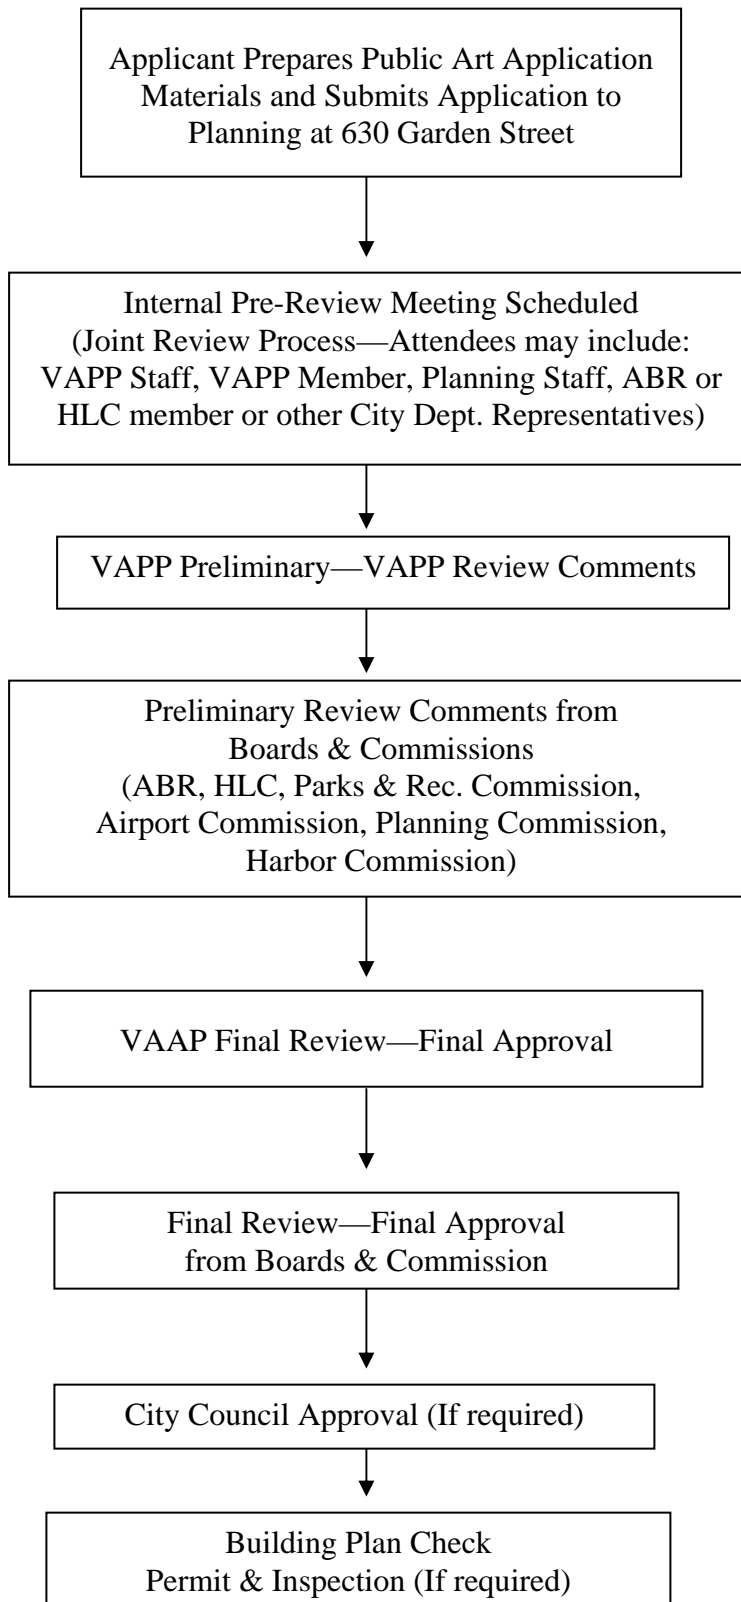 Applicant Prepares Public Art Application
Materials and Submits Application to
Planning at 630 Garden Street
Internal Pre-Review Meeting Scheduled
(Joint Review Process—Attendees may include:
VAPP Staff, VAPP Member, Planning Staff, ABR or
HLC member or other City Dept. Representatives)
VAPP Preliminary—VAPP Review Comments
Preliminary Review Comments from
Boards & Commissions
(ABR, HLC, Parks & Rec. Commission,
Airport Commission, Planning Commission,
Harbor Commission)
VAAP Final Review—Final Approval
Final Review—Final Approval
from Boards & Commission
City Council Approval (If required)
Building Plan Check
Permit & Inspection (If required)